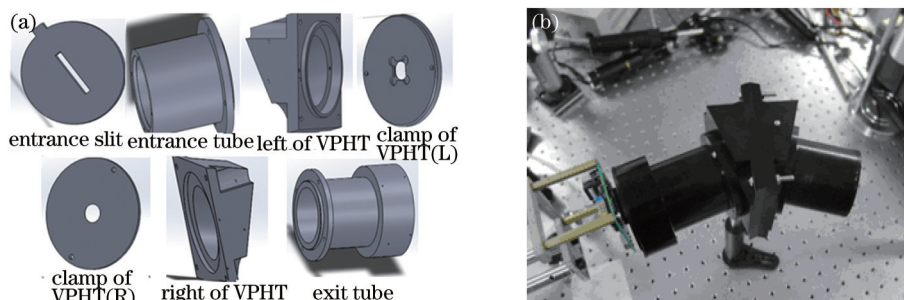 (a)
entrance slit entrance tube left of VPHT clamp of
VPHT(L)
clamp of
VPHT(R) right of VPHT exit tube
(b)